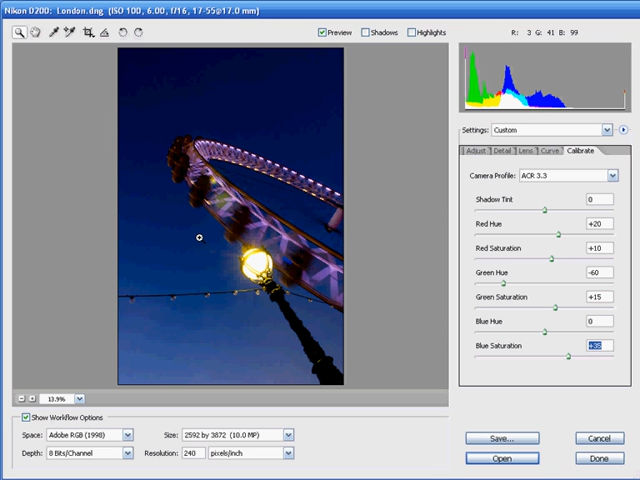 Nikon D200: London.dng (ISO 100, 6.00, f/16, 17-55@17.0 mm)
Preview Shadows Highlights R: 3 G: 41 B: 99
Settings: Custom
Adjust Detail Lens Curve Calibrate
Camera Profile: ACR 3.3
Shadow Tint 0
Red Hue +20
Red Saturation +10
Green Hue -60
Green Saturation +15
Blue Hue 0
Blue Saturation +35
13.9%
Show Workflow Options
Space: Adobe RGB (1998) Size: 2592 by 3872 (10.0 MP)
Save... Cancel
Depth: 8 Bits/Channel Resolution: 240 pixels/inch
Open Done